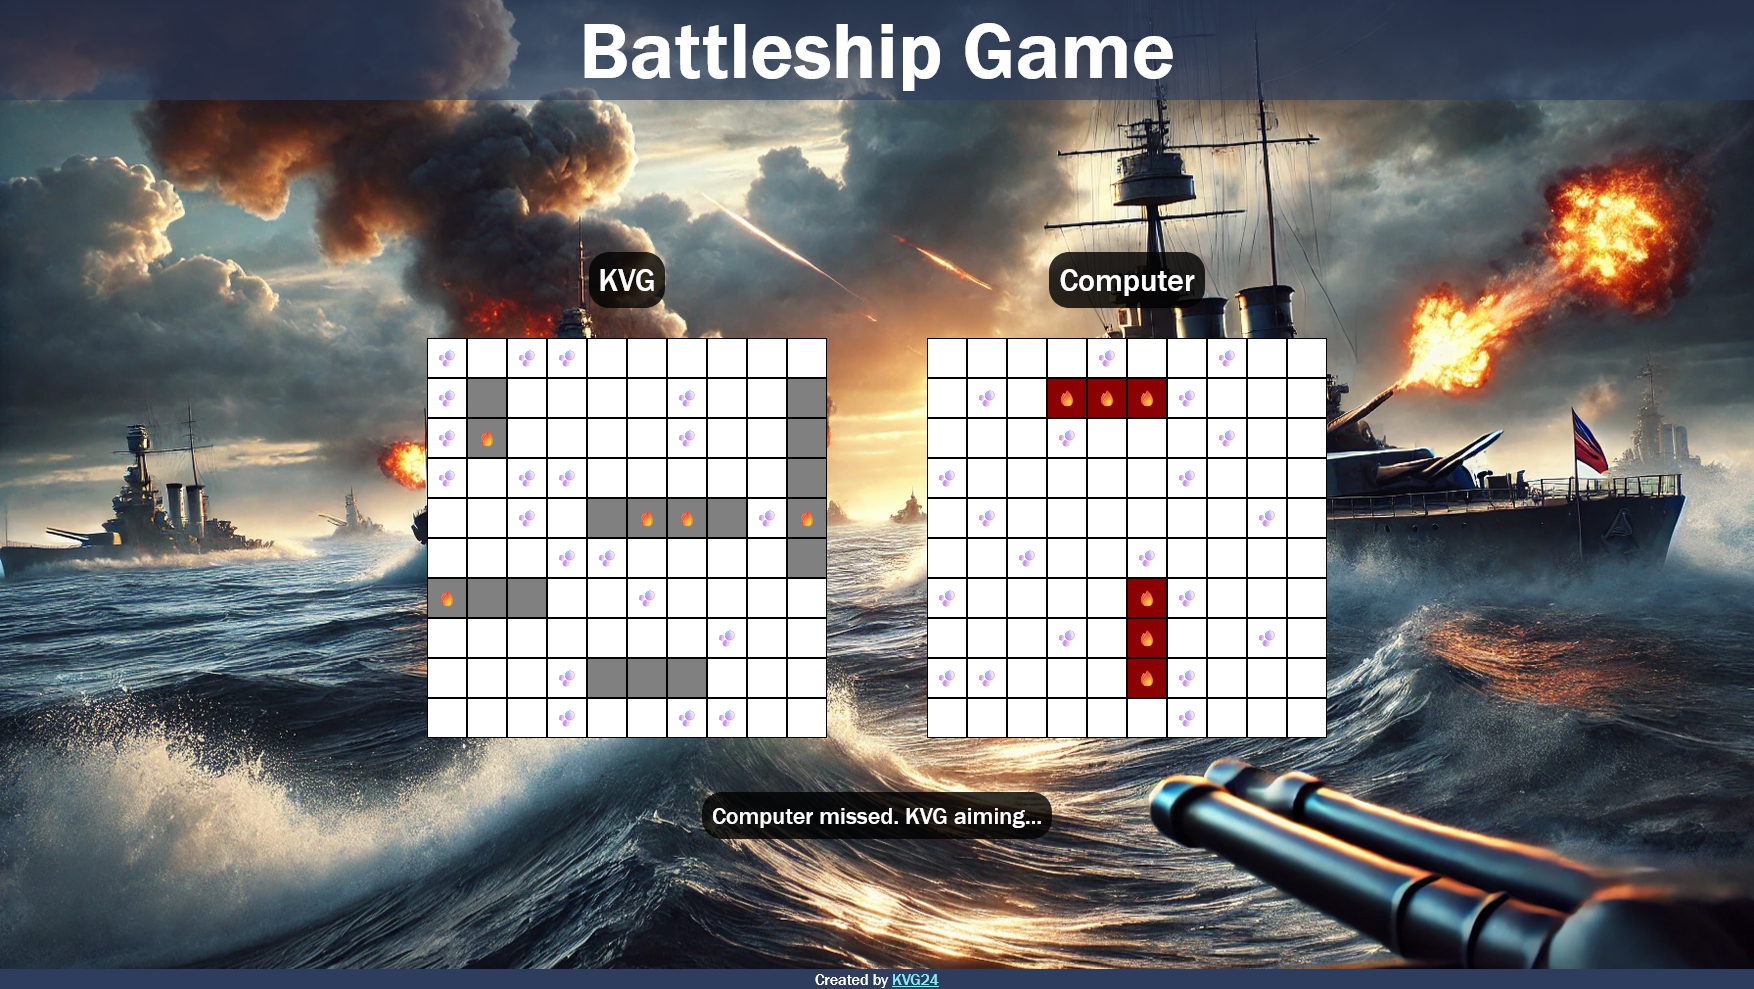 Battleship Game
KVG
Computer
Computer missed. KVG aiming...
Created by KVG24